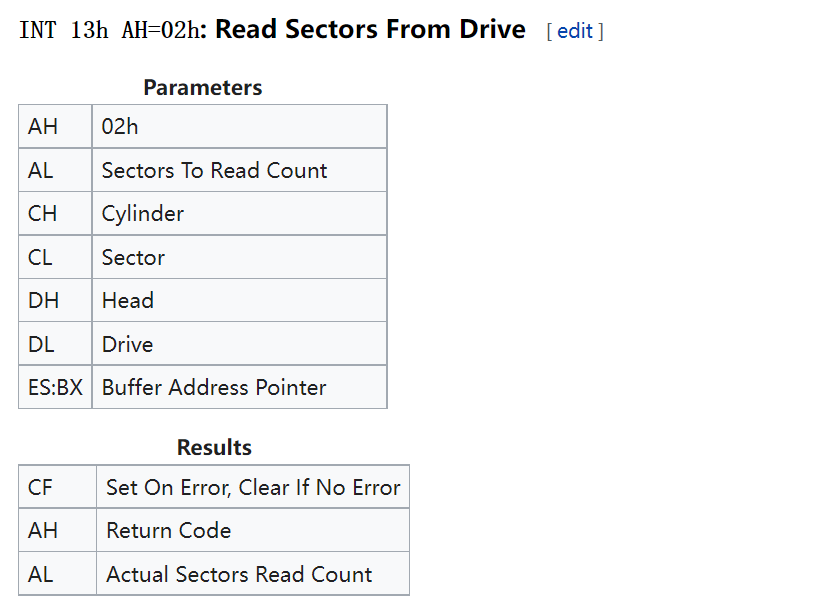 INT 13h AH=02h: Read Sectors From Drive [ edit ]
Parameters
AH 02h
AL Sectors To Read Count
CH Cylinder
CL Sector
DH Head
DL Drive
ES:BX Buffer Address Pointer
Results
CF Set On Error, Clear If No Error
AH Return Code
AL Actual Sectors Read Count